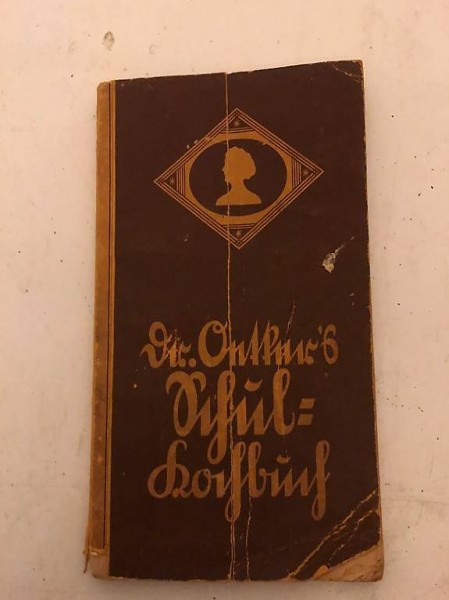 Dr. Oetker's
Schul=
Kochbuch